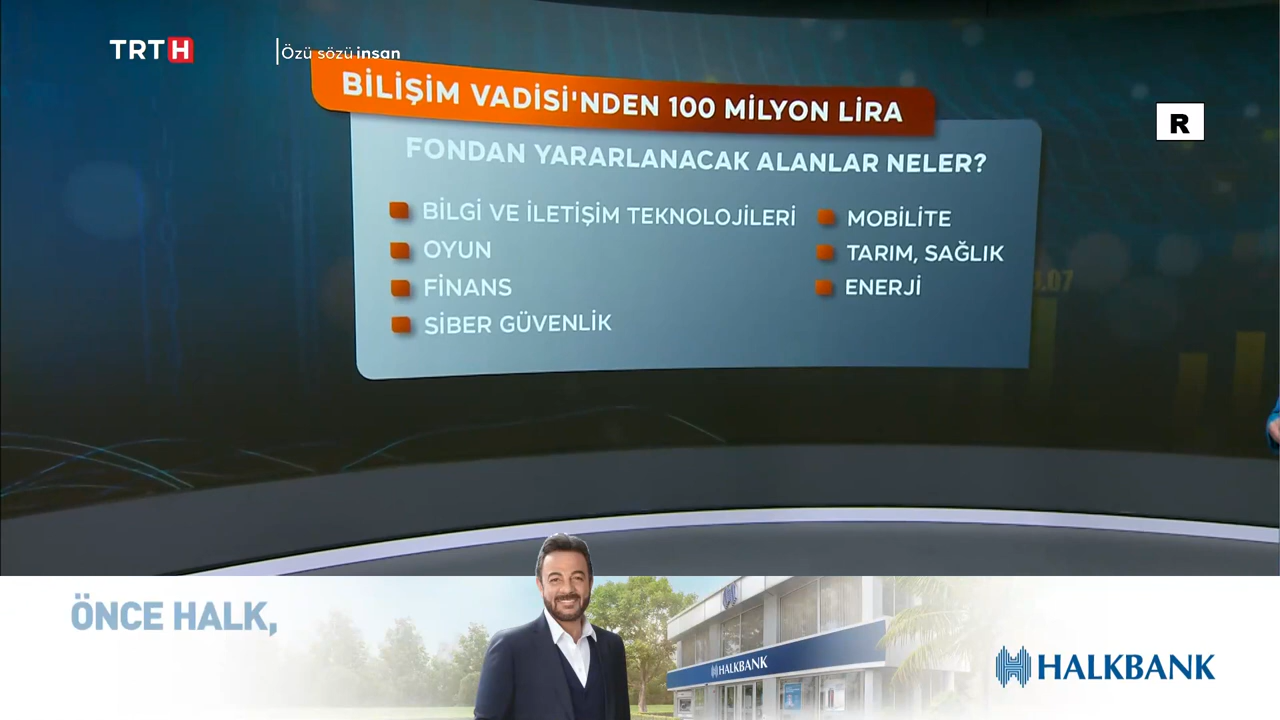 TRT H
Özü sözü insan
BİLİŞİM VADİSİ'NDEN 100 MİLYON LİRA
R
FONDAN YARARLANACAK ALANLAR NELER?
BİLGİ VE İLETİŞİM TEKNOLOJİLERİ
OYUN
FİNANS
SİBER GÜVENLİK
MOBİLİTE
TARIM, SAĞLIK
ENERJİ
.07
ÖNCE HALK,
HALKBANK
HALKBANK